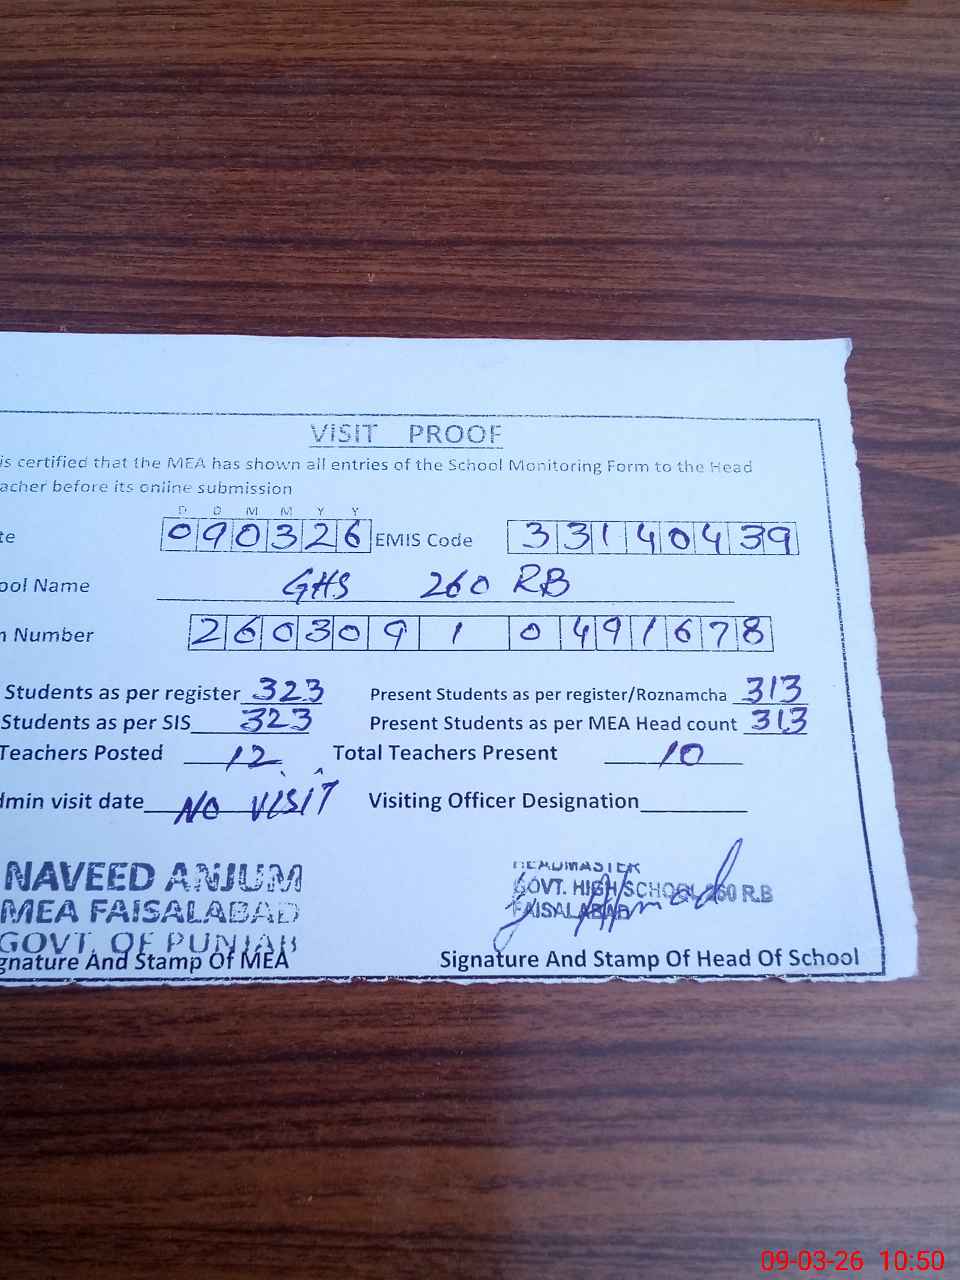 VISIT PROOF
is certified that the MEA has shown all entries of the School Monitoring Form to the Head
acher before its online submission
D D M M Y Y
te 090326 EMIS Code 33140439
ool Name GHS 260 RB
n Number 26030910491678
Students as per register 323 Present Students as per register/Roznamcha 313
Students as per SIS 323 Present Students as per MEA Head count 313
Teachers Posted 12 Total Teachers Present 10
dmin visit date NO VISIT Visiting Officer Designation
NAVEED ANJUM
MEA FAISALABAD
GOVT. OF PUNJAB
gnature And Stamp Of MEA
HEADMASTER
GOVT. HIGH SCHOOL 260 R.B
FAISALABAD
Signature And Stamp Of Head Of School
09-03-26 10:50